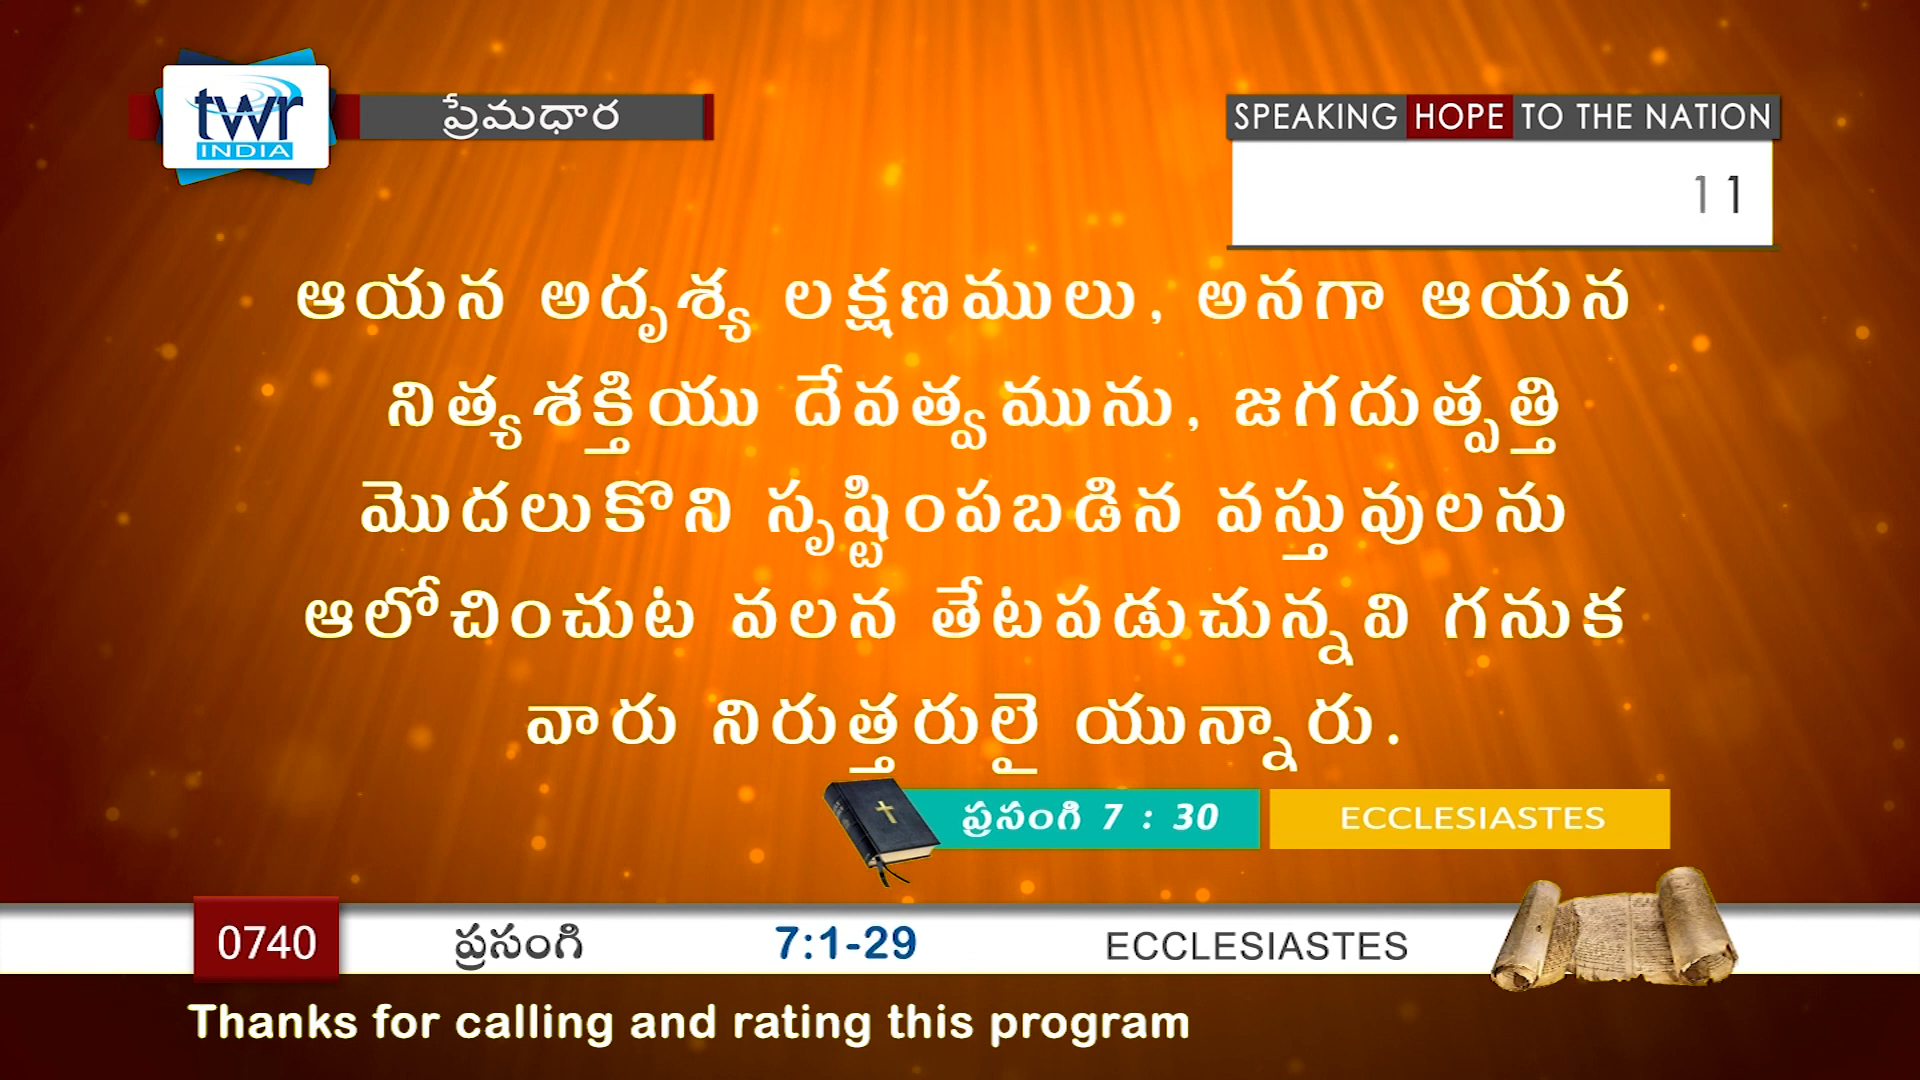 twr
INDIA
ప్రేమధార
SPEAKING HOPE TO THE NATION
11
ఆయన అదృశ్య లక్షణములు, అనగా ఆయన
నిత్యశక్తియు దేవత్వమును, జగదుత్పత్తి
మొదలుకొని సృష్టింపబడిన వస్తువులను
ఆలోచించుట వలన తేటపడుచున్నవి గనుక
వారు నిరుత్తరులై యున్నారు.
ప్రసంగి 7 : 30
ECCLESIASTES
0740 ప్రసంగి 7:1-29 ECCLESIASTES
Thanks for calling and rating this program